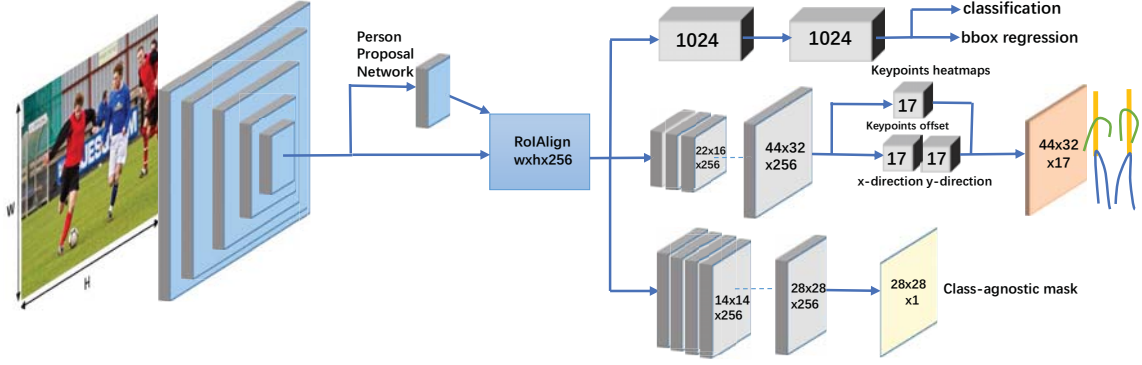 W
H
Person
Proposal
Network
RoIAlign
wxhx256
1024
1024
classification
bbox regression
22x16
x256
44x32
x256
Keypoints heatmaps
17
Keypoints offset
17
17
x-direction y-direction
44x32
x17
14x14
x256
28x28
x256
28x28
x1
Class-agnostic mask